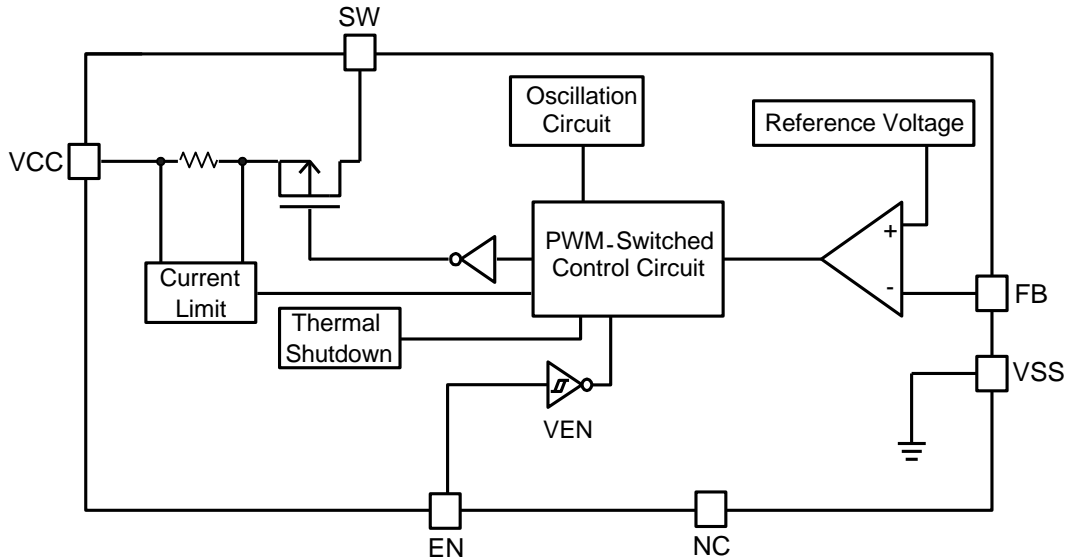 SW
Oscillation
Circuit
Reference Voltage
VCC
+
PWM-Switched
Control Circuit
-
Current
Limit
FB
Thermal
Shutdown
VSS
VEN
EN
NC